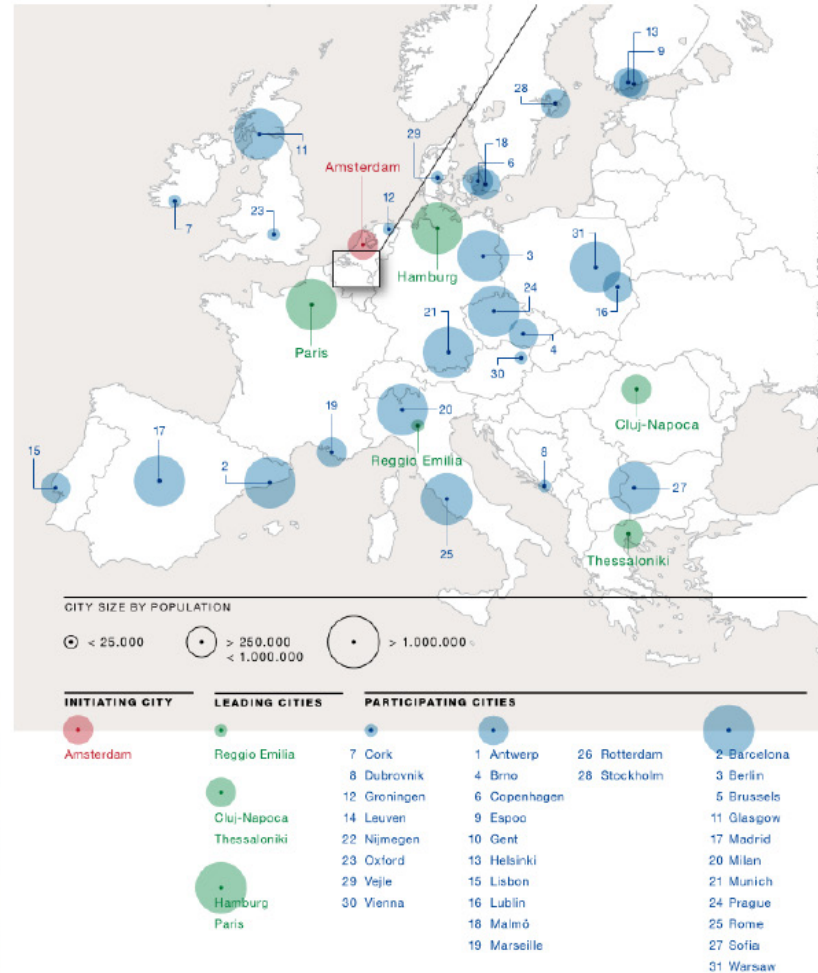 13
9
28
11
29
18
6
Amsterdam
12
7
23
31
Hamburg
3
24
16
21
Paris
4
30
20
Cluj-Napoca
19
17
15
2
Reggio Emilia
8
27
25
Thessaloniki
CITY SIZE BY POPULATION
< 25.000
> 250.000
< 1.000.000
> 1.000.000
INITIATING CITY
LEADING CITIES
PARTICIPATING CITIES
Amsterdam
Reggio Emilia
Cluj-Napoca
Thessaloniki
Hamburg
Paris
7 Cork
8 Dubrovnik
12 Groningen
14 Leuven
22 Nijmegen
23 Oxford
29 Vejle
30 Vienna
1 Antwerp
4 Brno
6 Copenhagen
9 Espoo
10 Gent
13 Helsinki
15 Lisbon
16 Lublin
18 Malmö
19 Marseille
26 Rotterdam
28 Stockholm
2 Barcelona
3 Berlin
5 Brussels
11 Glasgow
17 Madrid
20 Milan
21 Munich
24 Prague
25 Rome
27 Sofia
31 Warsaw